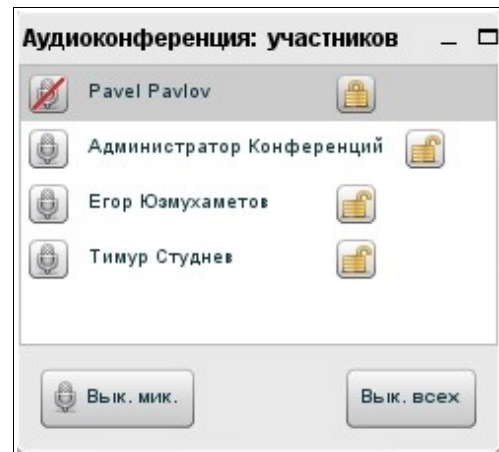 Аудиоконференция: участников
Pavel Pavlov
Администратор Конференций
Егор Юзмухаметов
Тимур Студнев
Вык. мик.
Вык. всех